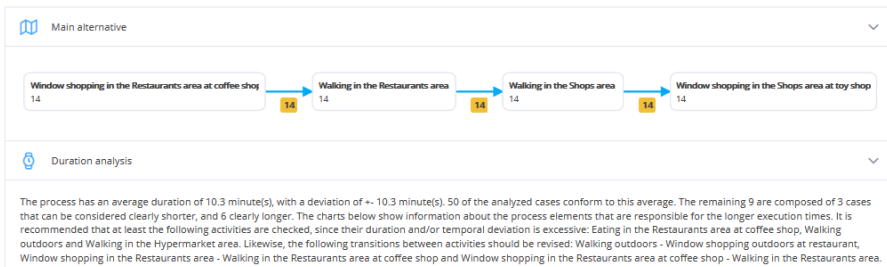 Main alternative
Window shopping in the Restaurants area at coffee shop
14
Walking in the Restaurants area
14
Walking in the Shops area
14
Window shopping in the Shops area at toy shop
14
14
14
14
Duration analysis
The process has an average duration of 10.3 minute(s), with a deviation of +- 10.3 minute(s). 50 of the analyzed cases conform to this average. The remaining 9 are composed of 3 cases
that can be considered clearly shorter, and 6 clearly longer. The charts below show information about the process elements that are responsible for the longer execution times. It is
recommended that at least the following activities are checked, since their duration and/or temporal deviation is excessive: Eating in the Restaurants area at coffee shop, Walking
outdoors and Walking in the Hypermarket area. Likewise, the following transitions between activities should be revised: Walking outdoors - Window shopping outdoors at restaurant,
Window shopping in the Restaurants area - Walking in the Restaurants area at coffee shop and Window shopping in the Restaurants area at coffee shop - Walking in the Restaurants area.